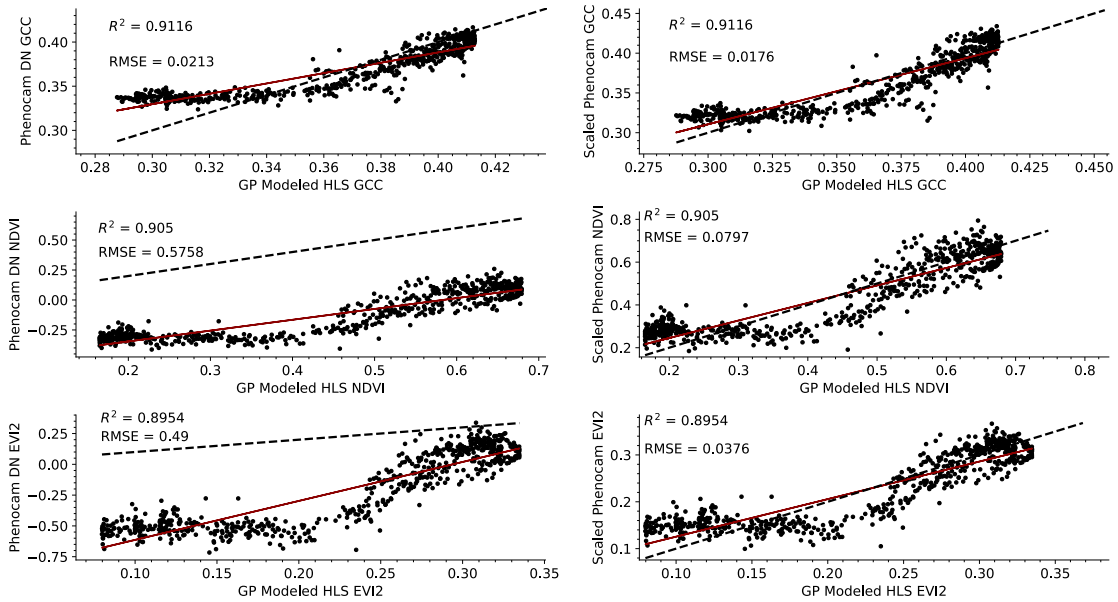 R² = 0.9116
RMSE = 0.0213
Phenocam DN GCC
0.40
0.35
0.30
0.28 0.30 0.32 0.34 0.36 0.38 0.40 0.42
GP Modeled HLS GCC
R² = 0.9116
RMSE = 0.0176
Scaled Phenocam GCC
0.45
0.40
0.35
0.30
0.275 0.300 0.325 0.350 0.375 0.400 0.425 0.450
GP Modeled HLS GCC
R² = 0.905
RMSE = 0.5758
Phenocam DN NDVI
0.50
0.25
0.00
−0.25
0.2 0.3 0.4 0.5 0.6 0.7
GP Modeled HLS NDVI
R² = 0.905
RMSE = 0.0797
Scaled Phenocam NDVI
0.8
0.6
0.4
0.2
0.2 0.3 0.4 0.5 0.6 0.7 0.8
GP Modeled HLS NDVI
R² = 0.8954
RMSE = 0.49
Phenocam DN EVI2
0.25
0.00
−0.25
−0.50
−0.75
0.10 0.15 0.20 0.25 0.30 0.35
GP Modeled HLS EVI2
R² = 0.8954
RMSE = 0.0376
Scaled Phenocam EVI2
0.3
0.2
0.1
0.10 0.15 0.20 0.25 0.30 0.35
GP Modeled HLS EVI2